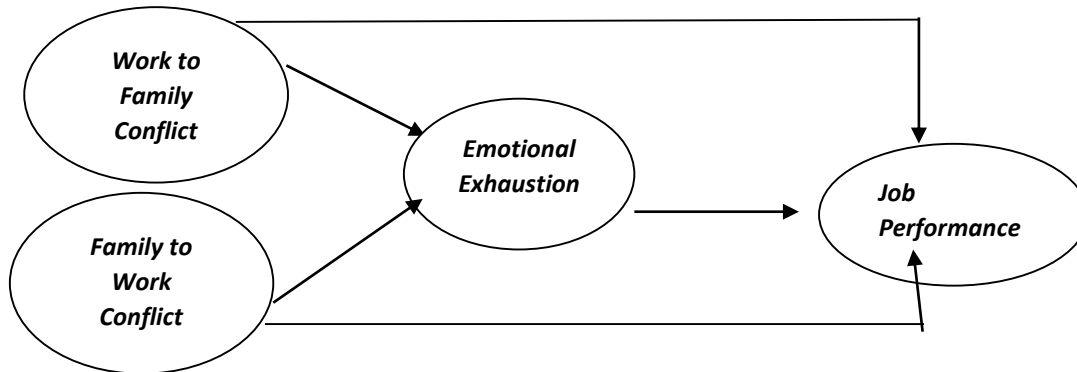 Work to
Family
Conflict
Emotional
Exhaustion
Job
Performance
Family to
Work
Conflict